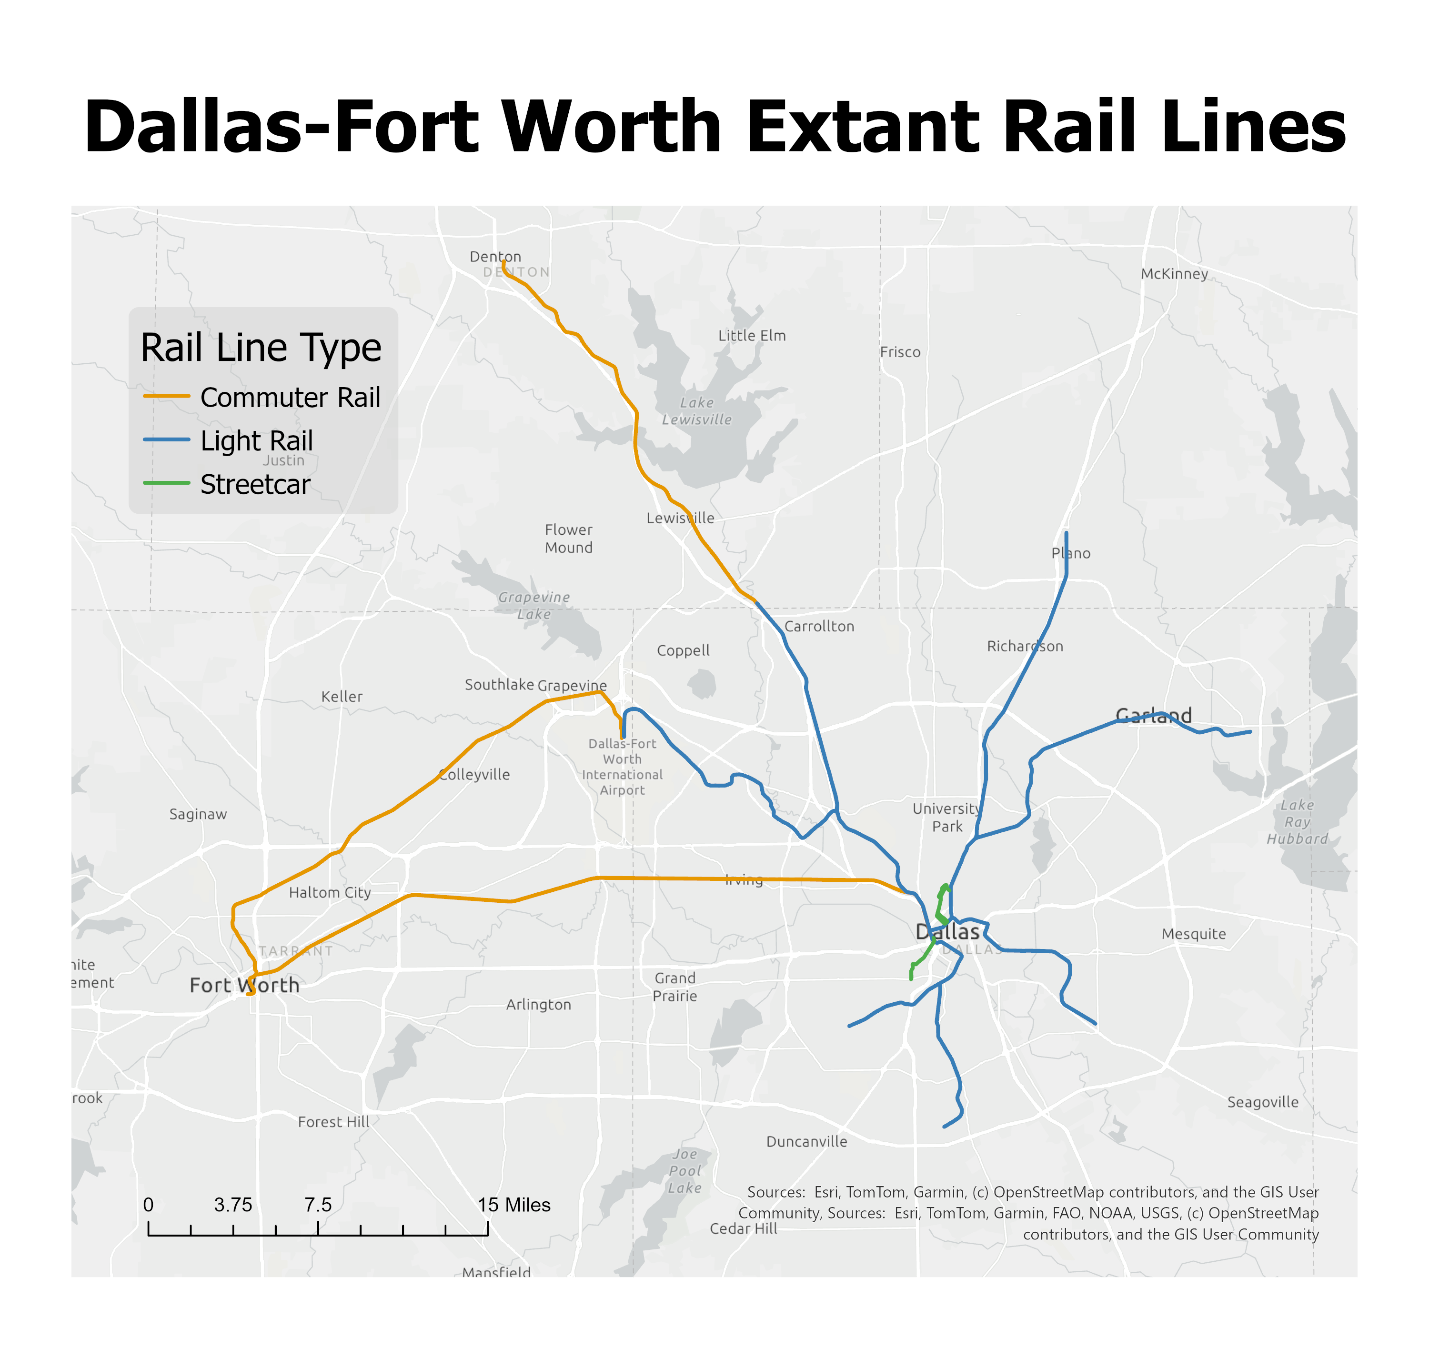 Dallas-Fort Worth Extant Rail Lines
Denton
DENTON
McKinney
Rail Line Type
Commuter Rail
Light Rail
Streetcar
Little Elm
Frisco
Lake
Lewisville
Justin
Lewisville
Flower
Mound
Plano
Grapevine
Lake
Carrollton
Richardson
Coppell
Southlake
Grapevine
Keller
Garland
Dallas-Fort
Worth
International
Airport
Colleyville
Saginaw
University
Park
Lake
Ray
Hubbard
Haltom City
Irving
Dallas
DALLAS
Mesquite
TARRANT
hite
ement
Fort Worth
Grand
Prairie
Arlington
rook
Forest Hill
Seagoville
Duncanville
Joe
Pool
Lake
0 3.75 7.5 15 Miles
Cedar Hill
Mansfield
Sources: Esri, TomTom, Garmin, (c) OpenStreetMap contributors, and the GIS User
Community, Sources: Esri, TomTom, Garmin, FAO, NOAA, USGS, (c) OpenStreetMap
contributors, and the GIS User Community